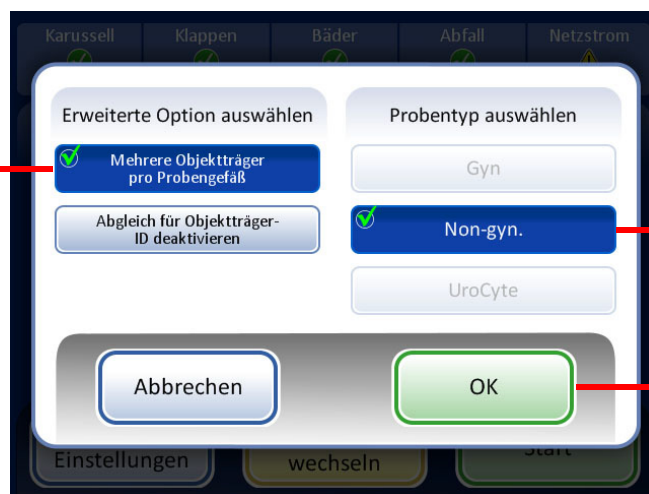 Karussell Klappen Bäder Abfall Netzstrom
Erweiterte Option auswählen
Mehrere Objektträger
pro Probengefäß
Abgleich für Objektträger-
ID deaktivieren
Probentyp auswählen
Gyn
Non-gyn.
UroCyte
Abbrechen
OK
Einstellungen
wechseln
Start